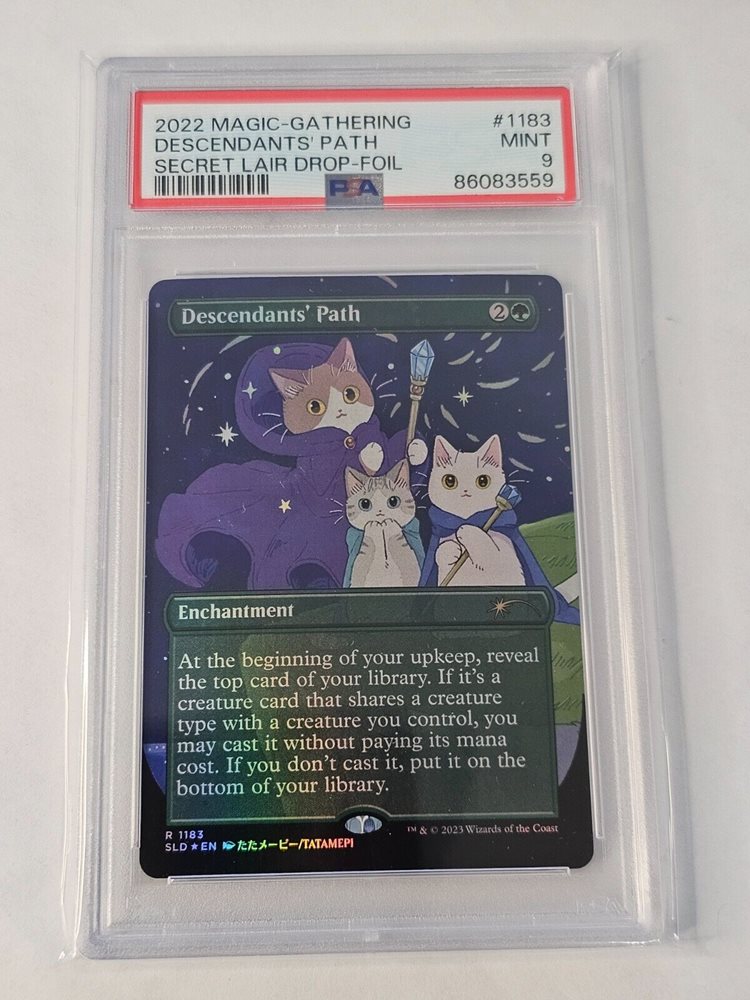 2022 MAGIC-GATHERING #1183
DESCENDANTS' PATH MINT
SECRET LAIR DROP-FOIL 9
PSA 86083559
Descendants' Path 2
Enchantment
At the beginning of your upkeep, reveal
the top card of your library. If it's a
creature card that shares a creature
type with a creature you control, you
may cast it without paying its mana
cost. If you don't cast it, put it on the
bottom of your library.
R 1183
SLD ★ EN たたメーピー/TATAMEPI
™ & © 2023 Wizards of the Coast